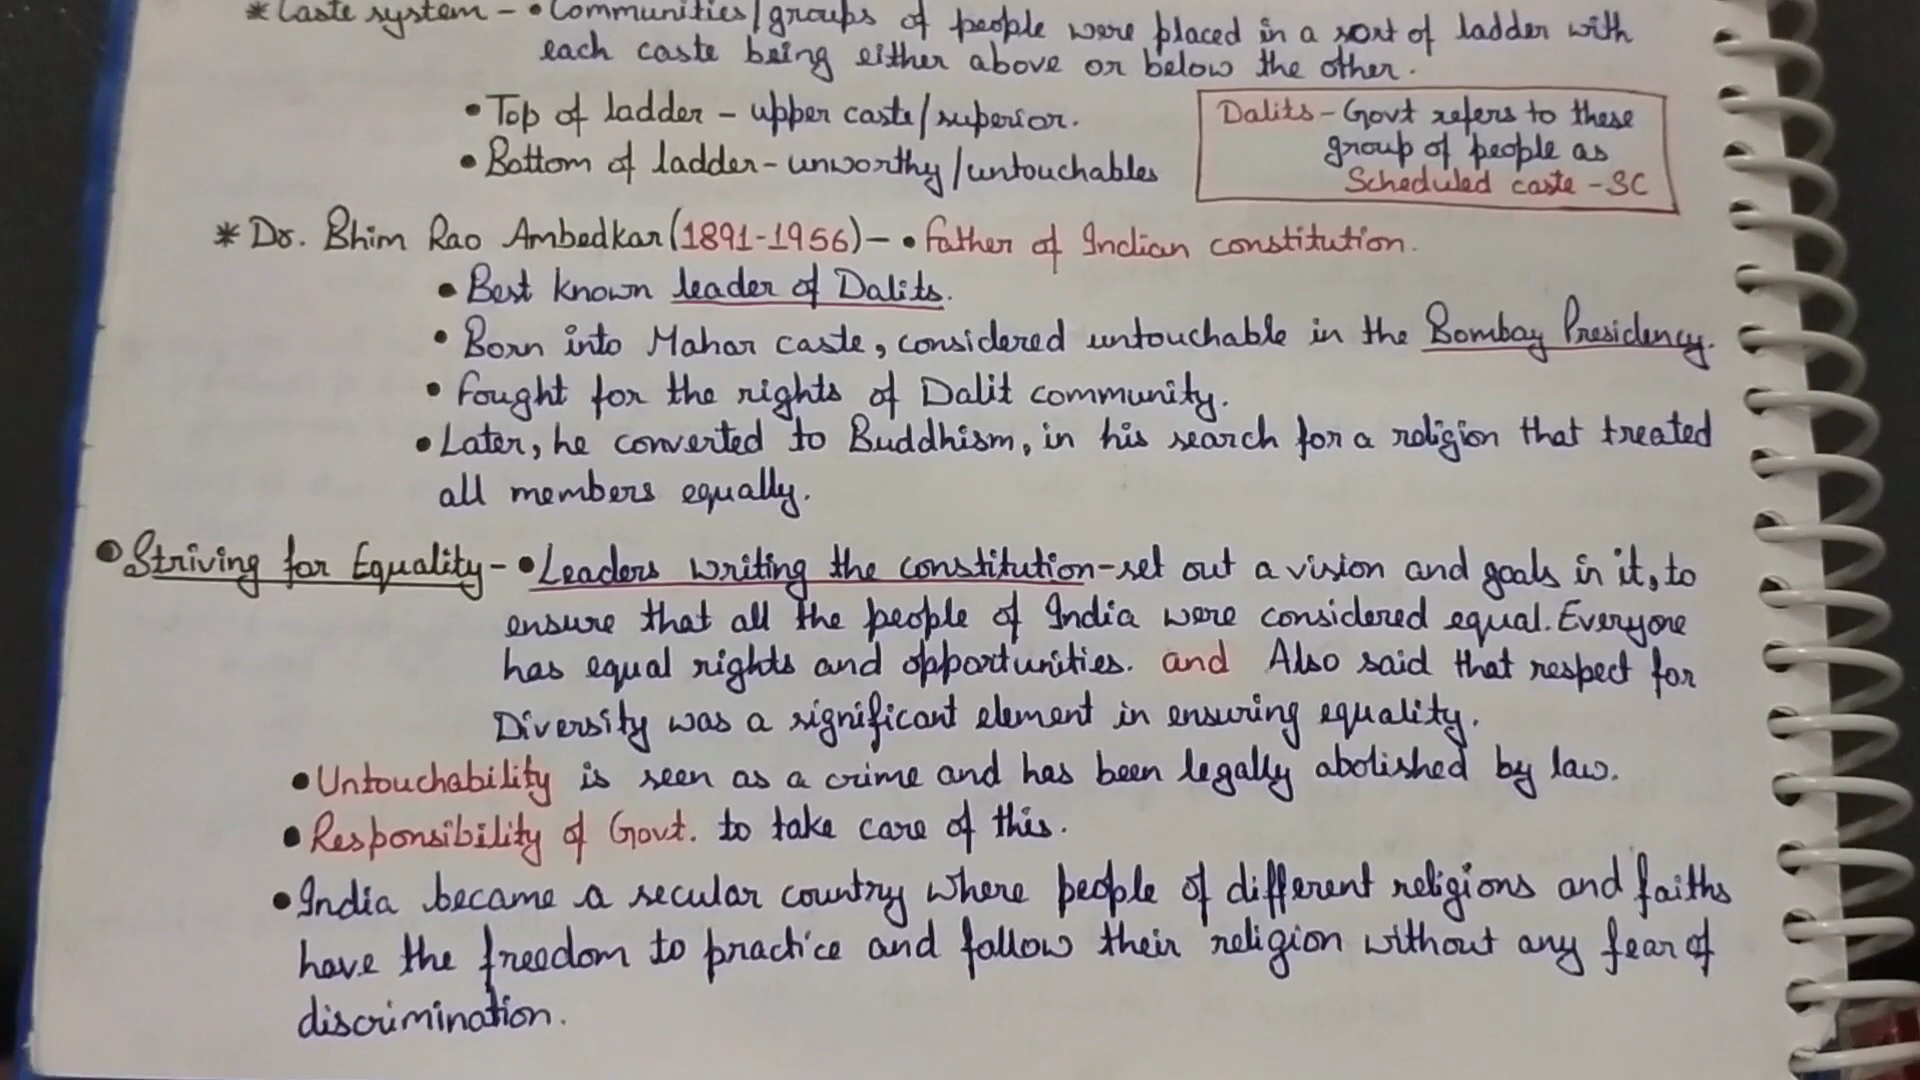 * Caste system - • Communities/groups of people were placed in a sort of ladder with
each caste being either above or below the other.
• Top of ladder - upper caste/superior.
• Bottom of ladder - unworthy/untouchables
Dalits - Govt refers to these
group of people as
Scheduled caste - SC
* Dr. Bhim Rao Ambedkar (1891-1956) - • Father of Indian constitution.
• Best known leader of Dalits.
• Born into Mahar caste, considered untouchable in the Bombay Presidency.
• Fought for the rights of Dalit community.
• Later, he converted to Buddhism, in his search for a religion that treated
all members equally.
• Striving for Equality - • Leaders writing the constitution - set out a vision and goals in it, to
ensure that all the people of India were considered equal. Everyone
has equal rights and opportunities. and Also said that respect for
Diversity was a significant element in ensuring equality.
• Untouchability is seen as a crime and has been legally abolished by law.
• Responsibility of Govt. to take care of this.
• India became a secular country where people of different religions and faiths
have the freedom to practice and follow their religion without any fear of
discrimination.